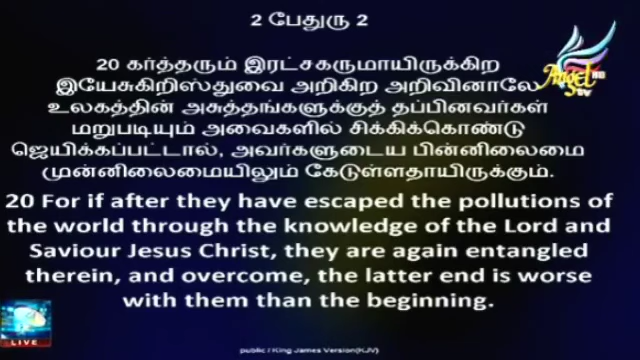 2 பேதுரு 2
20 கர்த்தரும் இரட்சகருமாயிருக்கிற
இயேசுகிறிஸ்துவை அறிகிற அறிவினாலே
உலகத்தின் அசுத்தங்களுக்குத் தப்பினவர்கள்
மறுபடியும் அவைகளில் சிக்கிக்கொண்டு
ஜெயிக்கப்பட்டால், அவர்களுடைய பின்னிலைமை
முன்னிலைமையிலும் கேடுள்ளதாயிருக்கும்.
20 For if after they have escaped the pollutions of
the world through the knowledge of the Lord and
Saviour Jesus Christ, they are again entangled
therein, and overcome, the latter end is worse
with them than the beginning.
Angel
TV
HD
LIVE
public / King James Version(KJV)